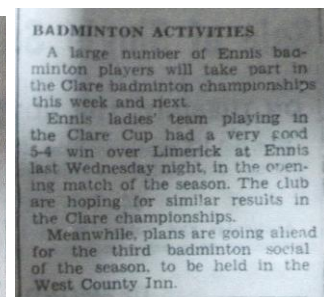 BADMINTON ACTIVITIES
A large number of Ennis bad-
minton players will take part in
the Clare badminton championships
this week and next.
Ennis ladies' team playing in
the Clare Cup had a very good
5-4 win over Limerick at Ennis
last Wednesday night, in the open-
ing match of the season. The club
are hoping for similar results in
the Clare championships.
Meanwhile, plans are going ahead
for the third badminton social
of the season, to be held in the
West County Inn.